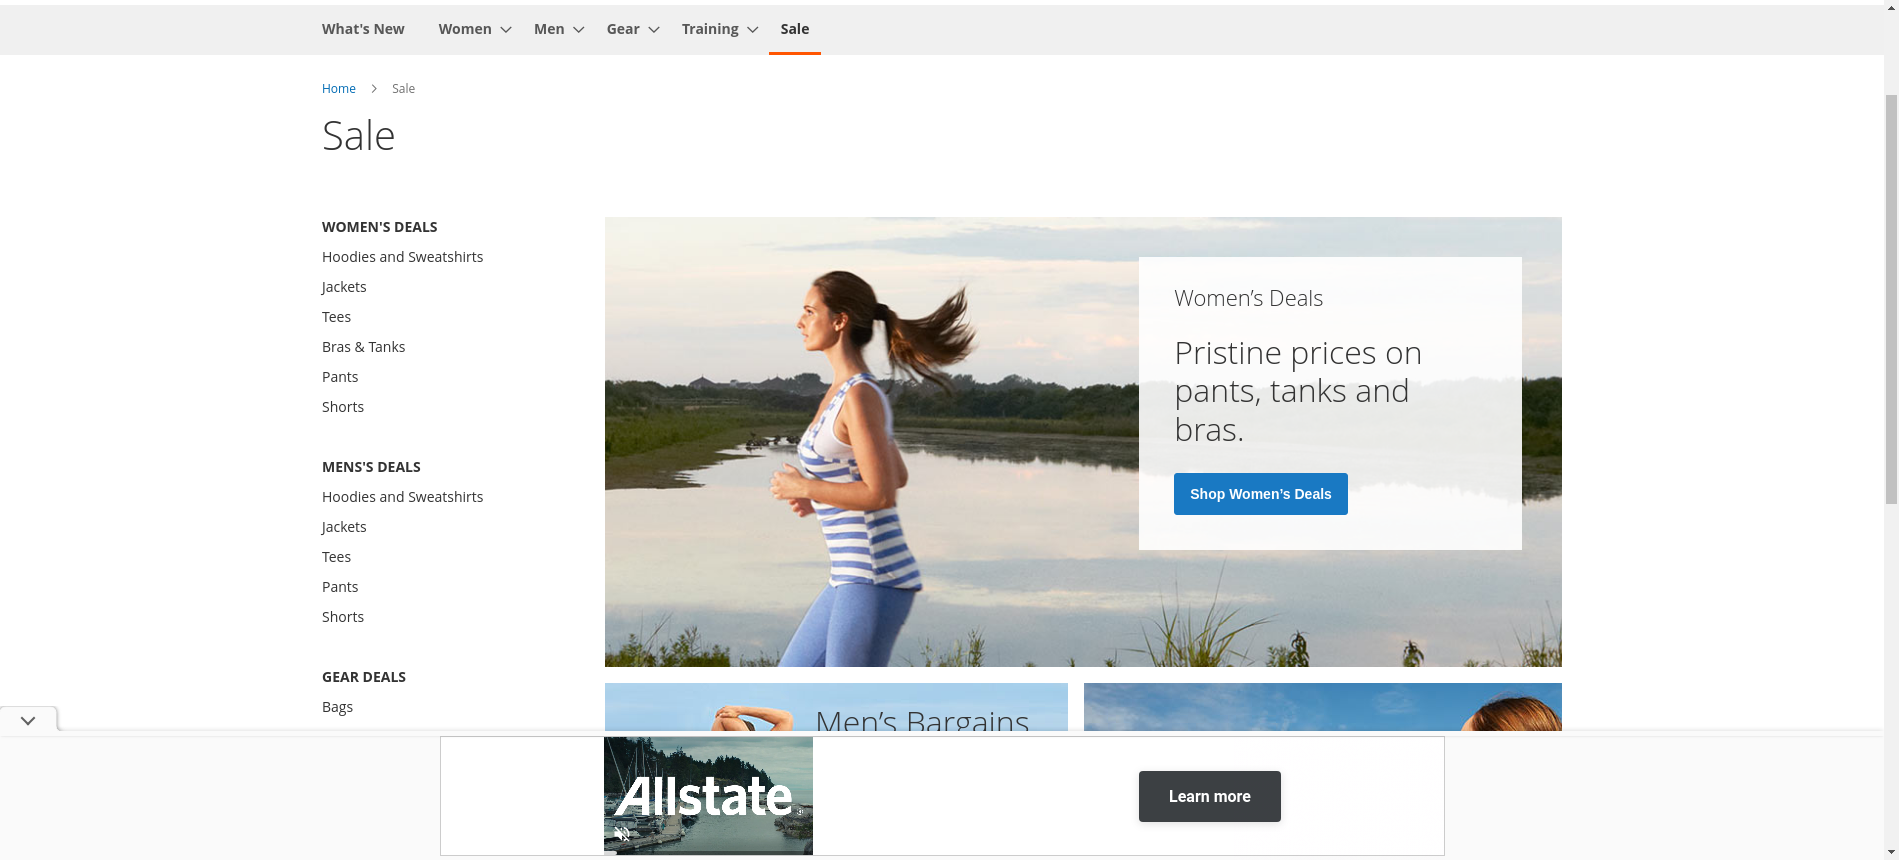 What's New
Women
Men
Gear
Training
Sale
Home
Sale
Sale
WOMEN'S DEALS
Hoodies and Sweatshirts
Jackets
Tees
Bras & Tanks
Pants
Shorts
MENS'S DEALS
Hoodies and Sweatshirts
Jackets
Tees
Pants
Shorts
GEAR DEALS
Bags
Women’s Deals
Pristine prices on
pants, tanks and
bras.
Shop Women’s Deals
Men’s Bargains
Allstate
Learn more